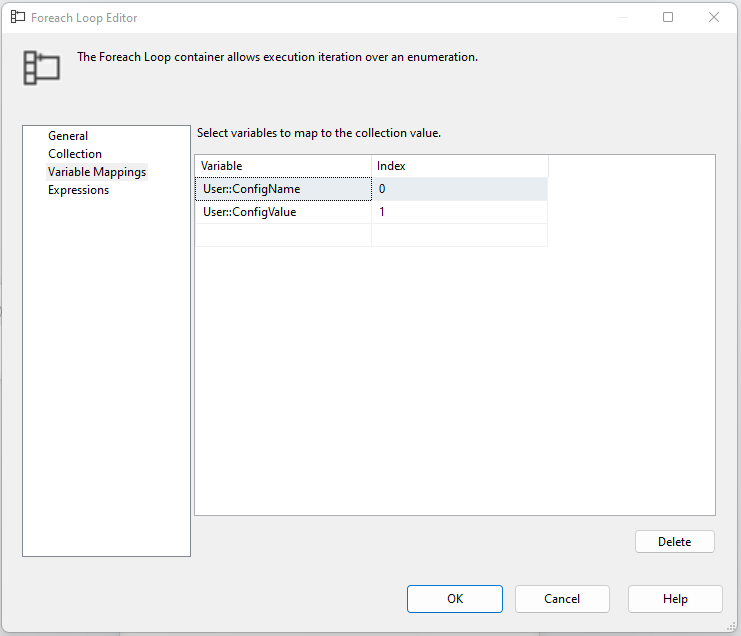 Foreach Loop Editor
The Foreach Loop container allows execution iteration over an enumeration.
General
Collection
Variable Mappings
Expressions
Select variables to map to the collection value.
Variable Index
User::ConfigName 0
User::ConfigValue 1
Delete
OK Cancel Help